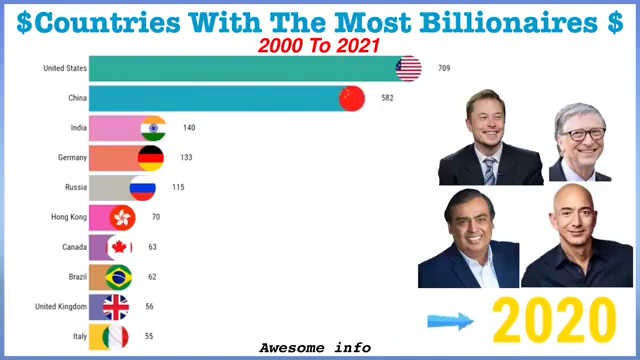 $Countries With The Most Billionaires $
2000 To 2021
United States 709
China 582
India 140
Germany 133
Russia 115
Hong Kong 70
Canada 63
Brazil 62
United Kingdom 56
Italy 55
2020
Awesome info